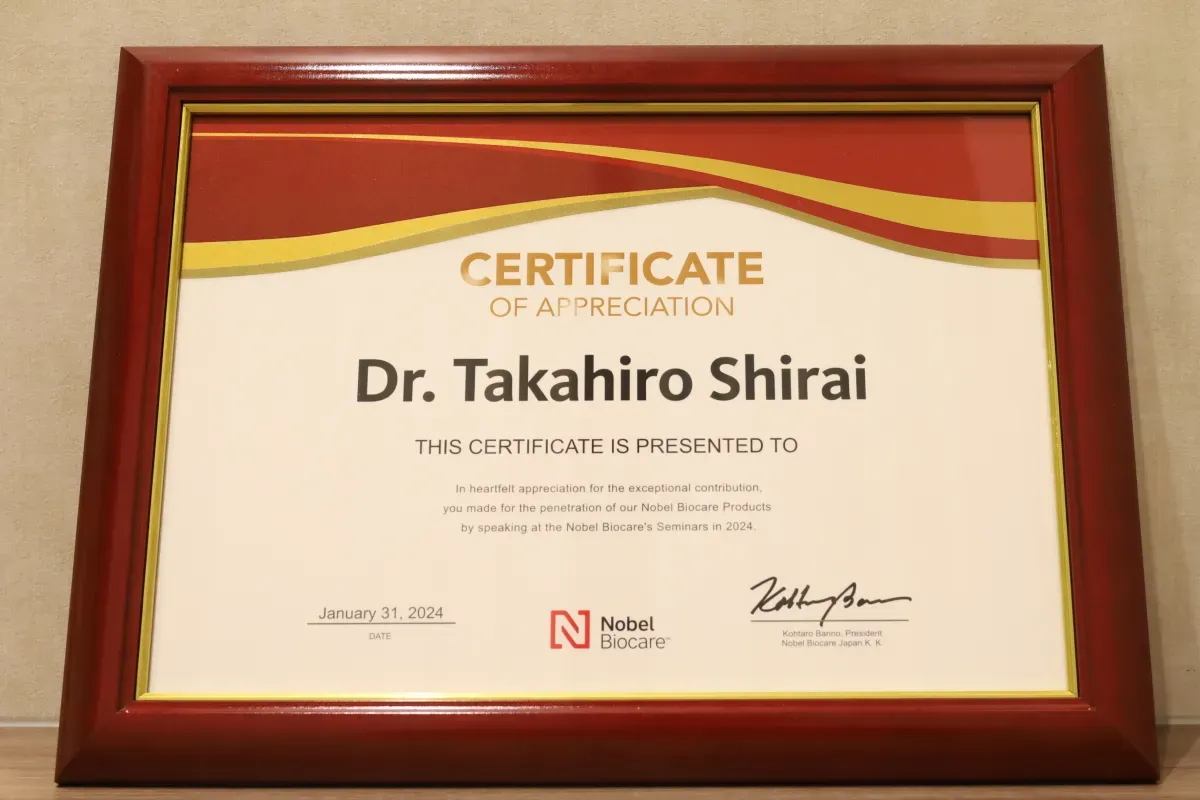 CERTIFICATE
OF APPRECIATION
Dr. Takahiro Shirai
THIS CERTIFICATE IS PRESENTED TO
In heartfelt appreciation for the exceptional contribution,
you made for the penetration of our Nobel Biocare Products
by speaking at the Nobel Biocare's Seminars in 2024.
January 31, 2024
DATE
Nobel
Biocare™
Kohtaro Banno, President
Nobel Biocare Japan K. K.